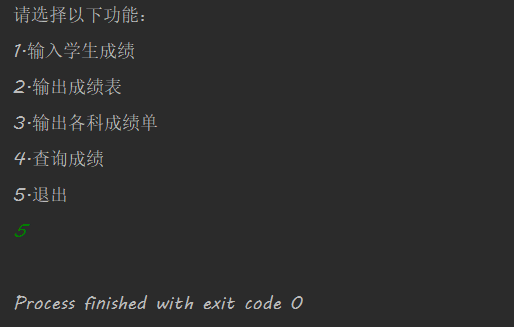 请选择以下功能：
1.输入学生成绩
2.输出成绩表
3.输出各科成绩单
4.查询成绩
5.退出
5
Process finished with exit code 0